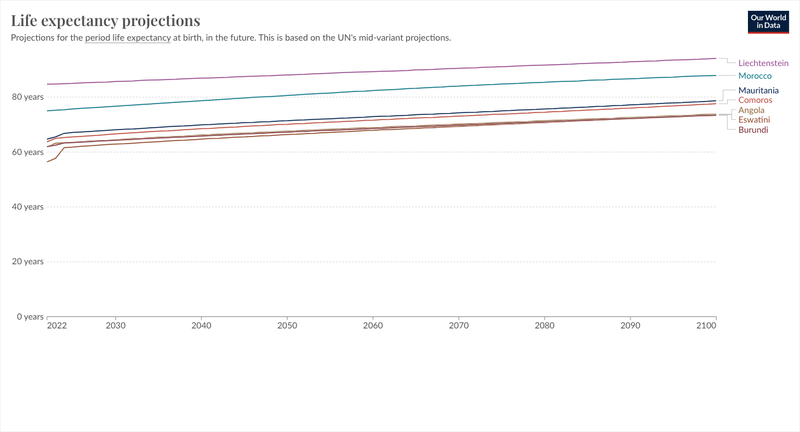 Life expectancy projections
Our World
in Data
Projections for the period life expectancy at birth, in the future. This is based on the UN's mid-variant projections.
Liechtenstein
Morocco
80 years
Mauritania
Comoros
Angola
Eswatini
Burundi
60 years
40 years
20 years
0 years
2022 2030 2040 2050 2060 2070 2080 2090 2100